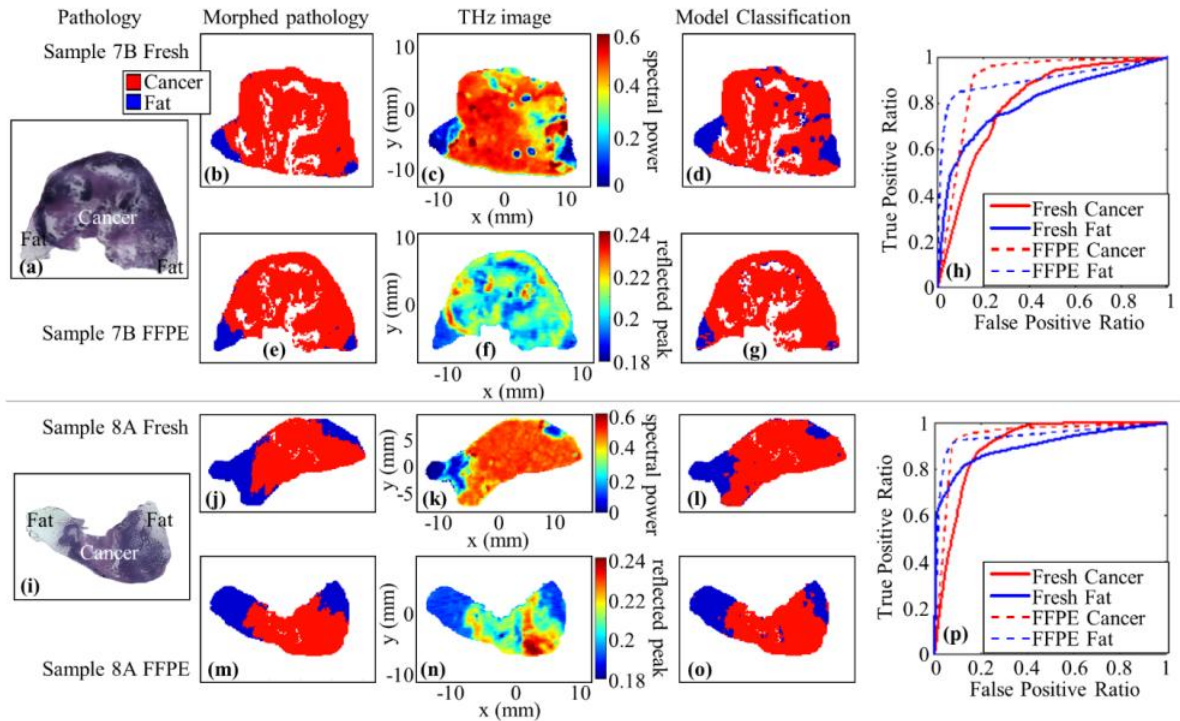 Pathology
Morphed pathology
THz image
Model Classification
Sample 7B Fresh
Cancer
Fat
Cancer
Fat
Fat
(a)
Sample 7B FFPE
(b)
10
0
-10
y (mm)
(c)
-10 0 10
x (mm)
0.6
0.4
0.2
0
spectral power
(d)
(e)
10
0
-10
y (mm)
(f)
-10 0 10
x (mm)
0.24
0.22
0.2
0.18
reflected peak
(g)
True Positive Ratio
1
0.8
0.6
0.4
0.2
0
Fresh Cancer
Fresh Fat
FFPE Cancer
FFPE Fat
(h)
0 0.2 0.4 0.6 0.8 1
False Positive Ratio
Sample 8A Fresh
Fat
Fat
Cancer
(i)
Sample 8A FFPE
(j)
5
0
-5
y (mm)
(k)
-10 0 10
x (mm)
0.6
0.4
0.2
0
spectral power
(l)
(m)
10
0
-10
y (mm)
(n)
-10 0 10
x (mm)
0.24
0.22
0.2
0.18
reflected peak
(o)
True Positive Ratio
1
0.8
0.6
0.4
0.2
0
Fresh Cancer
Fresh Fat
FFPE Cancer
FFPE Fat
(p)
0 0.2 0.4 0.6 0.8 1
False Positive Ratio